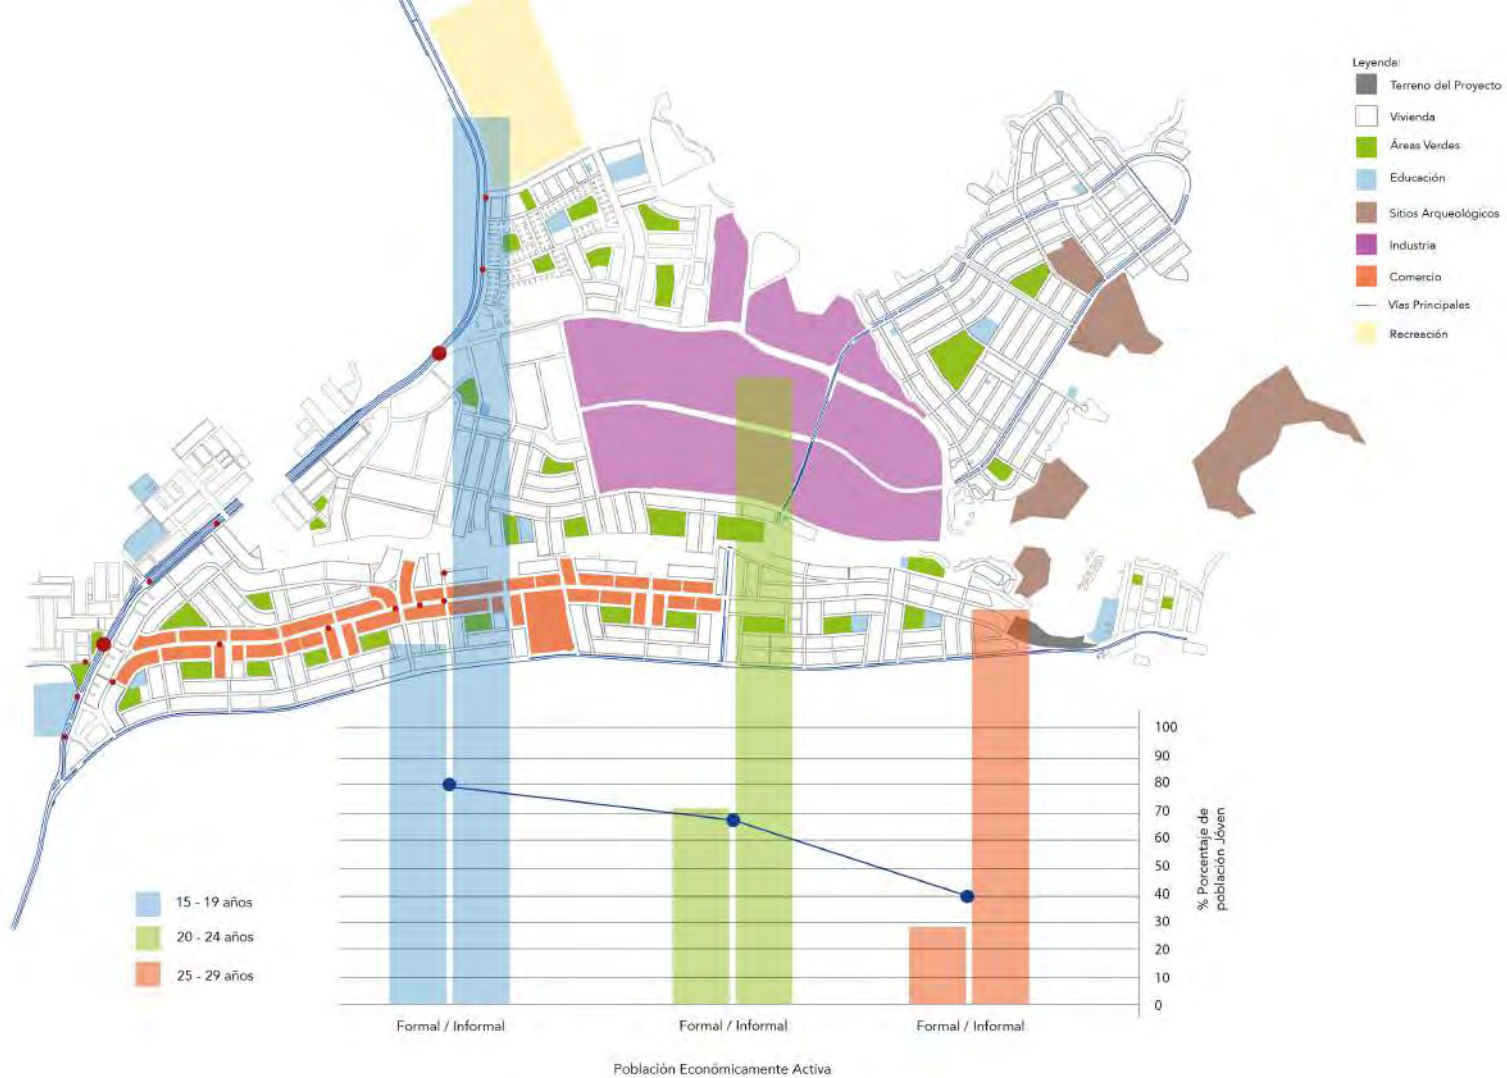 Leyenda:
Terreno del Proyecto
Vivienda
Áreas Verdes
Educación
Sitios Arqueológicos
Industria
Comercio
Vías Principales
Recreación
100
90
80
70
60
50
40
30
20
10
0
% Porcentaje de
población Jóven
15 - 19 años
20 - 24 años
25 - 29 años
Formal / Informal
Formal / Informal
Formal / Informal
Población Económicamente Activa